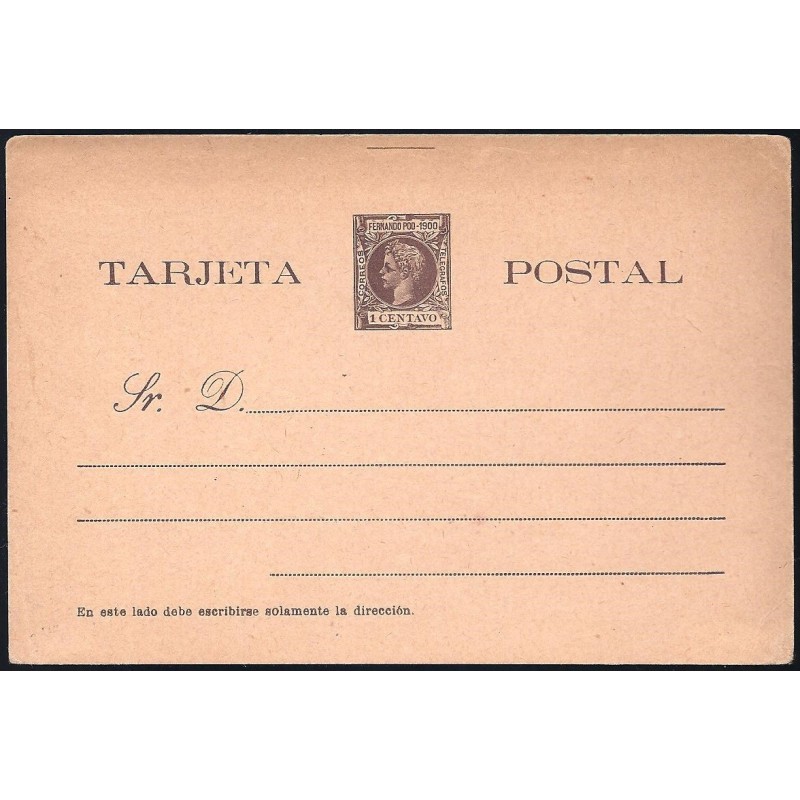 FERNANDO POO-1900
CORREOS
TELEGRAFOS
1 CENTAVO
TARJETA POSTAL
Sr. D.
En este lado debe escribirse solamente la dirección.